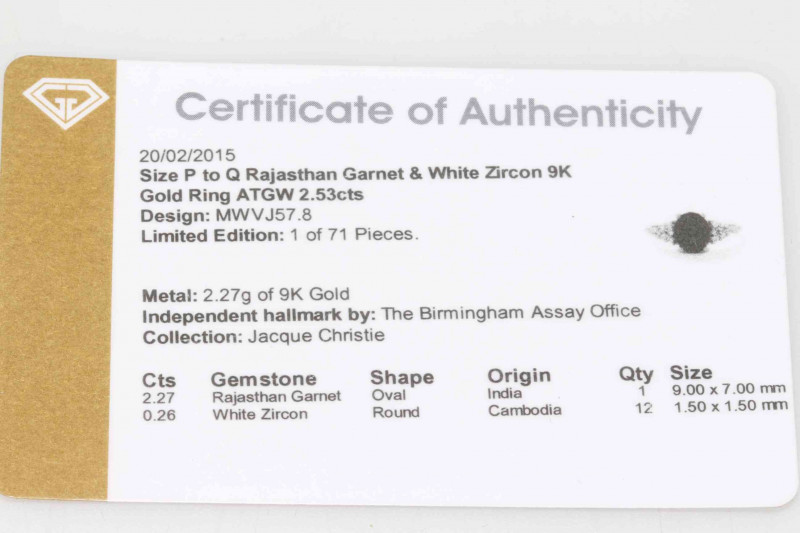 Certificate of Authenticity
20/02/2015
Size P to Q Rajasthan Garnet & White Zircon 9K
Gold Ring ATGW 2.53cts
Design: MWVJ57.8
Limited Edition: 1 of 71 Pieces.
Metal: 2.27g of 9K Gold
Independent hallmark by: The Birmingham Assay Office
Collection: Jacque Christie
Cts Gemstone Shape Origin Qty Size
2.27 Rajasthan Garnet Oval India 1 9.00 x 7.00 mm
0.26 White Zircon Round Cambodia 12 1.50 x 1.50 mm